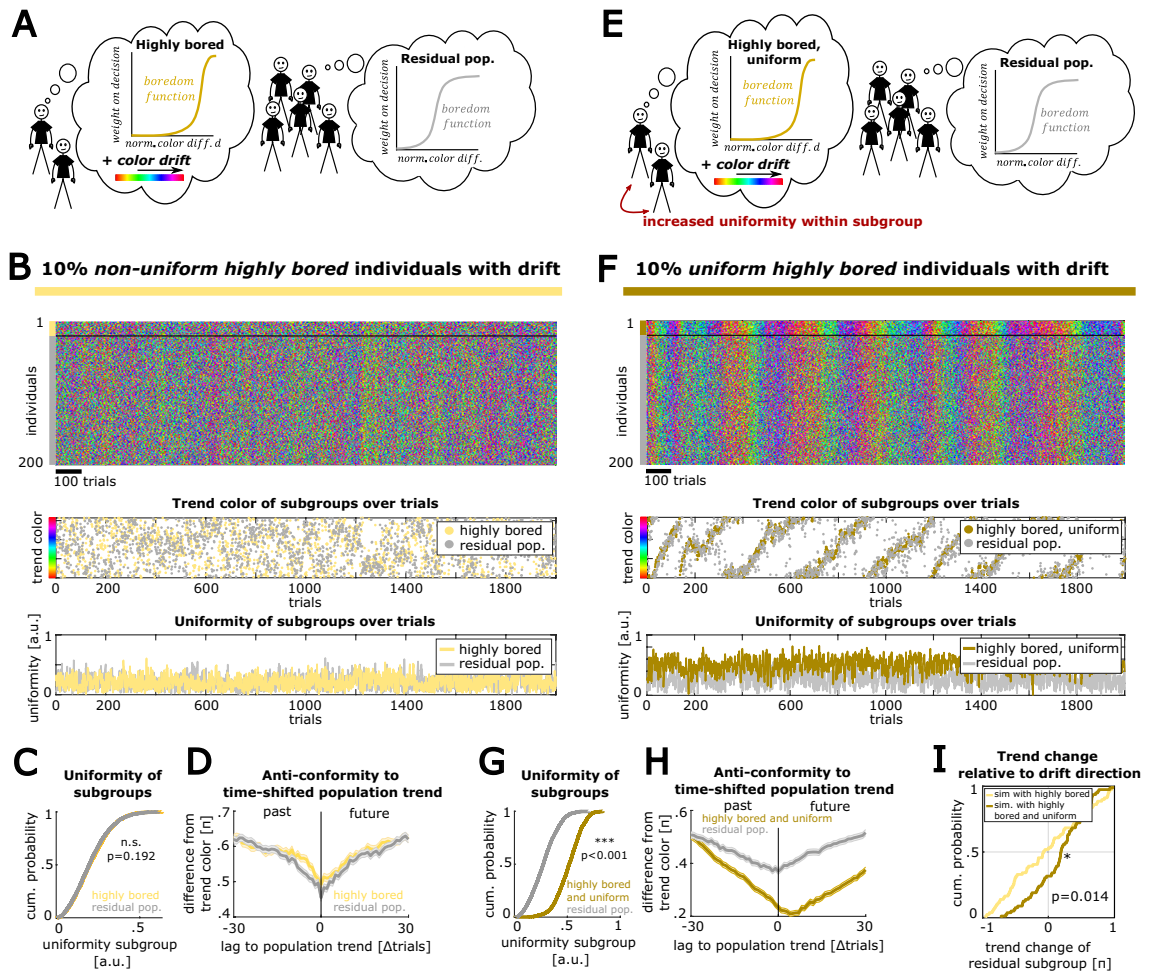 A
Highly bored
weight on decision
boredom
function
norm. color diff. d
+ color drift
Residual pop.
weight on decision
boredom
function
norm. color diff.
E
Highly bored,
uniform
weight on decision
boredom
function
norm. color diff. d
+ color drift
Residual pop.
weight on decision
boredom
function
norm. color diff.
increased uniformity within subgroup
B
10% non-uniform highly bored individuals with drift
1
individuals
200
100 trials
Trend color of subgroups over trials
trend color
highly bored
residual pop.
0 200 600 1000 1400 1800
trials
Uniformity of subgroups over trials
uniformity [a.u.]
1
0
highly bored
residual pop.
0 200 600 1000 1400 1800
trials
F
10% uniform highly bored individuals with drift
1
individuals
200
100 trials
Trend color of subgroups over trials
trend color
highly bored, uniform
residual pop.
0 200 600 1000 1400 1800
trials
Uniformity of subgroups over trials
uniformity [a.u.]
1
0
highly bored, uniform
residual pop.
0 200 600 1000 1400 1800
trials
C
Uniformity of
subgroups
cum. probability
1
.5
0
n.s.
p=0.192
highly bored
residual pop.
0 .5
uniformity subgroup
[a.u.]
D
Anti-conformity to
time-shifted population trend
difference from
trend color [π]
.7
.6
.5
.4
past future
highly bored
residual pop.
-30 0 30
lag to population trend [Δtrials]
G
Uniformity of
subgroups
cum. probability
1
.5
0
***
p<0.001
highly bored
and uniform
residual pop.
0 .5 1
uniformity subgroup
[a.u.]
H
Anti-conformity to
time-shifted population trend
difference from
trend color [π]
.6
.4
.2
past future
highly bored and uniform
residual pop.
-30 0 30
lag to population trend [Δtrials]
I
Trend change
relative to drift direction
cum. probability
1
.5
0
sim with highly bored
sim. with highly
bored and uniform
*
p=0.014
-1 0 1
trend change of
residual subgroup [π]